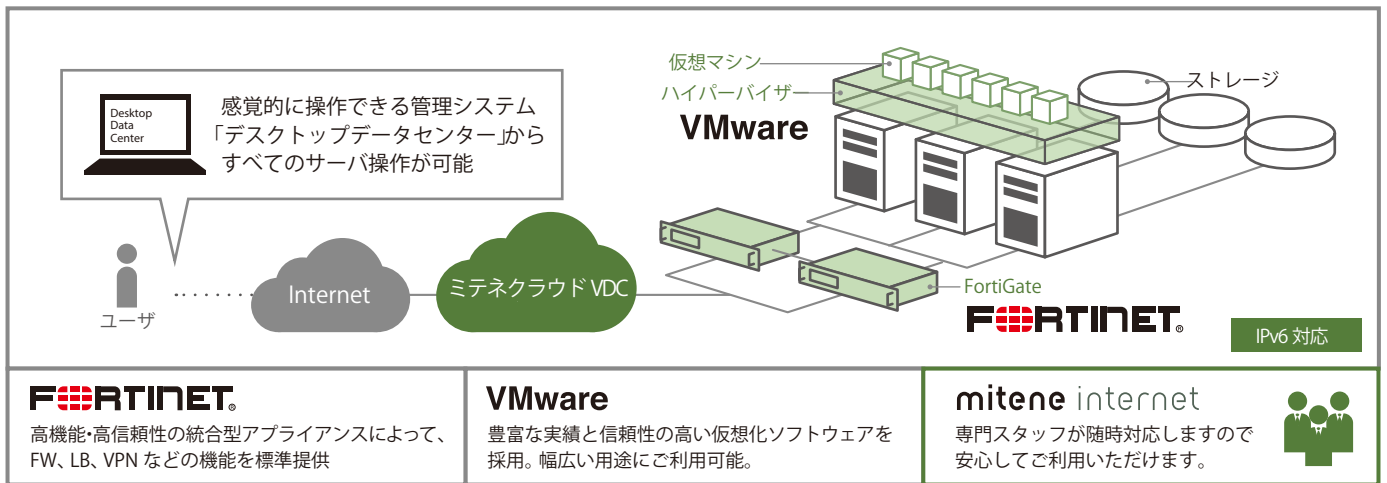 Desktop
Data
Center
感覚的に操作できる管理システム
「デスクトップデータセンター」から
すべてのサーバ操作が可能
ユーザ
Internet
ミテネクラウド VDC
仮想マシン
ハイパーバイザー
VMware
ストレージ
FortiGate
FORTINET®
IPv6 対応
FORTINET®
高機能・高信頼性の統合型アプライアンスによって、
FW、LB、VPN などの機能を標準提供
VMware
豊富な実績と信頼性の高い仮想化ソフトウェアを
採用。幅広い用途にご利用可能。
mitene internet
専門スタッフが随時対応しますので
安心してご利用いただけます。